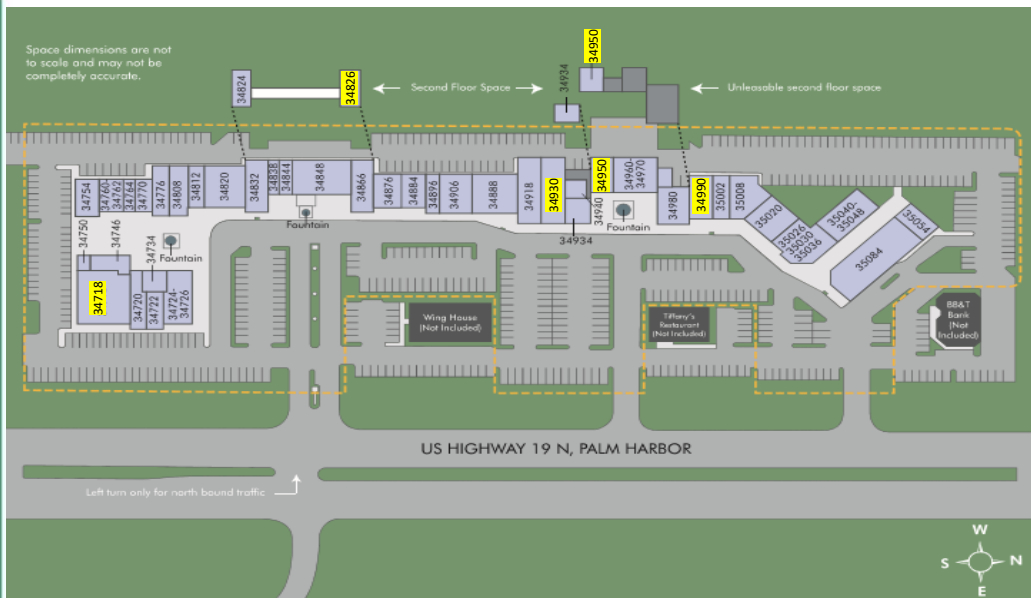 Space dimensions are not
to scale and may not be
completely accurate.
34824
34826
Second Floor Space
34934
34950
Unleasable second floor space
34754
34760-
34762
34764
34770
34776
34808
34812
34820
34832
34838
34844
34848
34866
34876
34884
34896
34906
34888
34918
34930
34934
34940
34950
34960-
34970
34980
34990
35002
35008
35020
35026
35030
35036
35040-
35048
35054
35084
34750
34746
34734
Fountain
Fountain
Fountain
34718
34720
34722
34724-
34726
Wing House
(Not Included)
Tiffany's
Restaurant
(Not Included)
BB&T
Bank
(Not
Included)
US HIGHWAY 19 N, PALM HARBOR
Left turn only for north bound traffic
W
S
N
E